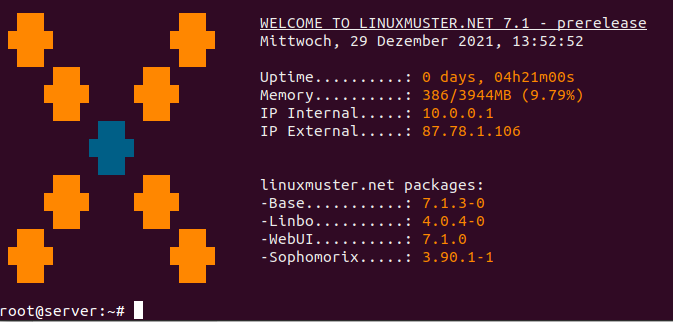 WELCOME TO LINUXMUSTER.NET 7.1 - prerelease
Mittwoch, 29 Dezember 2021, 13:52:52
Uptime..........: 0 days, 04h21m00s
Memory..........: 386/3944MB (9.79%)
IP Internal.....: 10.0.0.1
IP External.....: 87.78.1.106
linuxmuster.net packages:
-Base...........: 7.1.3-0
-Linbo..........: 4.0.4-0
-WebUI..........: 7.1.0
-Sophomorix.....: 3.90.1-1
root@server:~#